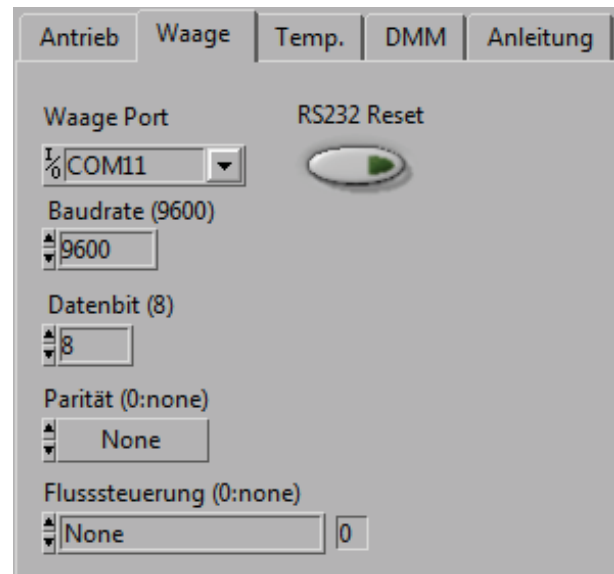 Antrieb Waage Temp. DMM Anleitung
Waage Port RS232 Reset
I/O COM11
Baudrate (9600)
9600
Datenbit (8)
8
Parität (0:none)
None
Flusssteuerung (0:none)
None 0